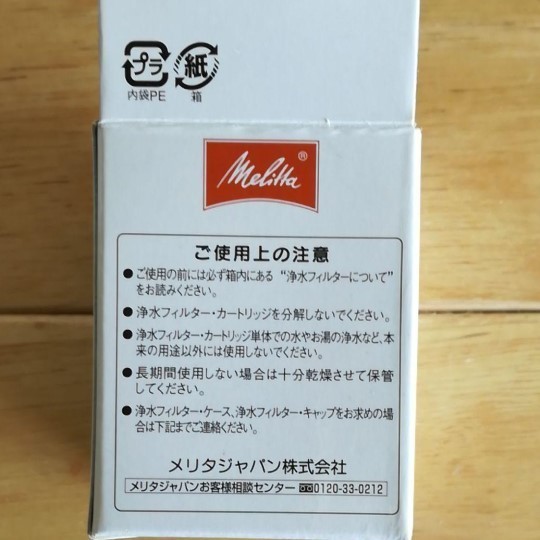 プラ 紙
内袋PE 箱
Melitta®
ご使用上の注意
●ご使用の前には必ず箱内にある “浄水フィルターについて”
をお読みください。
●浄水フィルター・カートリッジを分解しないでください。
●浄水フィルター・カートリッジ単体での水やお湯の浄水など、本
来の用途以外には使用しないでください。
●長期間使用しない場合は十分乾燥させて保管
してください。
●浄水フィルター・ケース、浄水フィルター・キャップをお求めの場
合は下記までご連絡ください。
メリタジャパン株式会社
メリタジャパンお客様相談センター 0120-33-0212